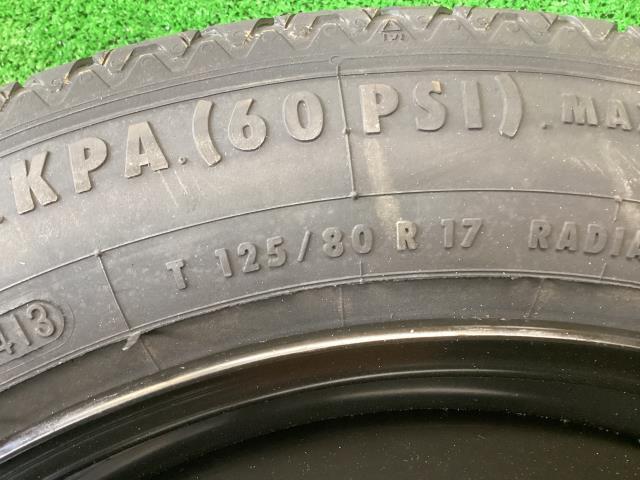 KPA. (60 PSI). MA
T 125/80 R 17 RADIA
413